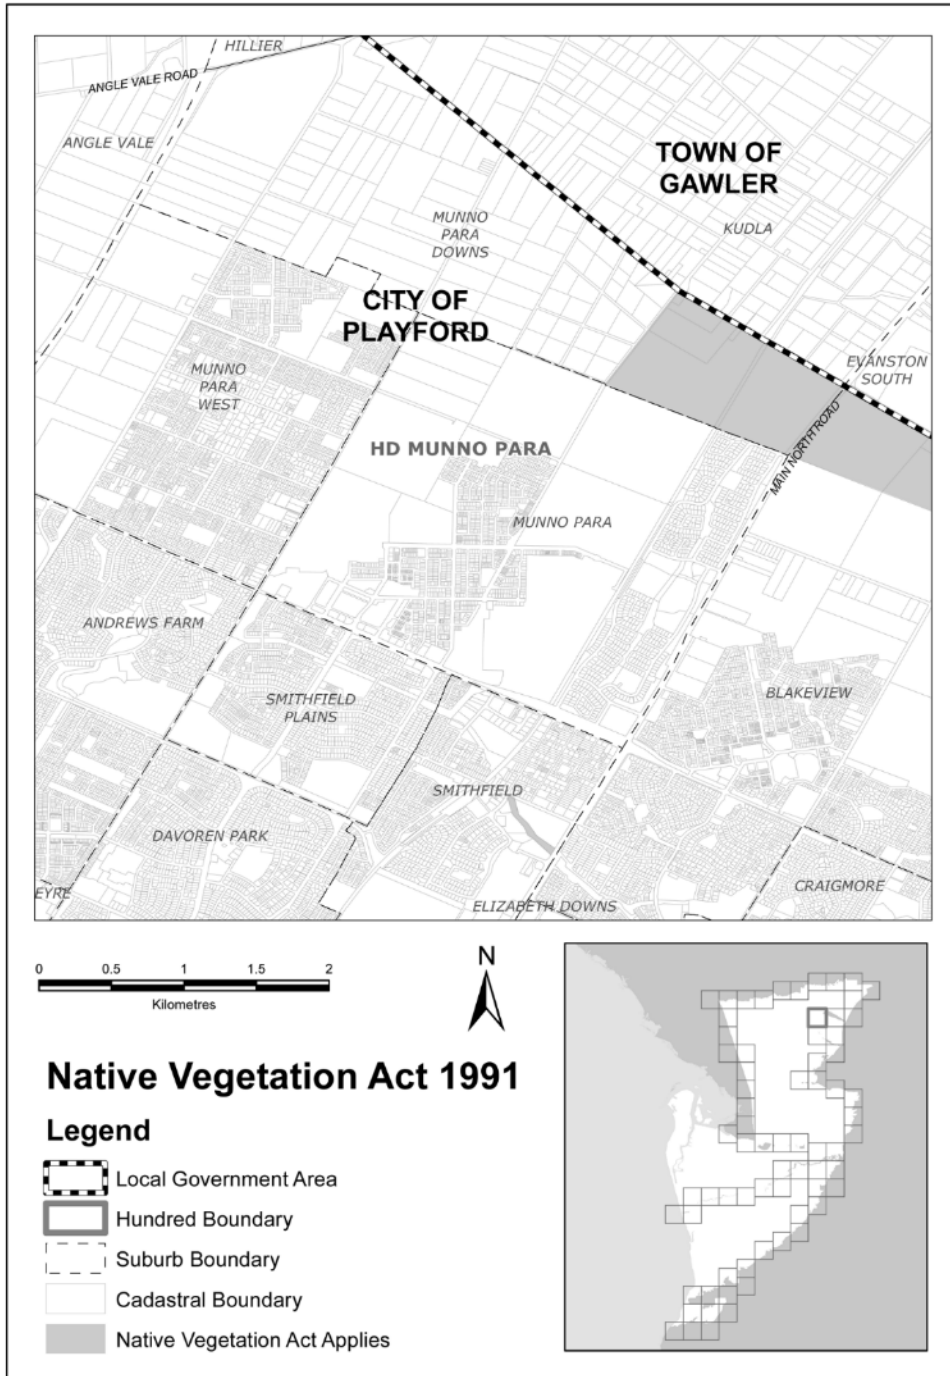 HILLIER
ANGLE VALE ROAD
ANGLE VALE
TOWN OF
GAWLER
MUNNO
PARA
DOWNS
KUDLA
CITY OF
PLAYFORD
EVANSTON
SOUTH
MUNNO
PARA
WEST
MAIN NORTH ROAD
HD MUNNO PARA
MUNNO PARA
ANDREWS FARM
SMITHFIELD
PLAINS
BLAKEVIEW
SMITHFIELD
DAVOREN PARK
EYRE
ELIZABETH DOWNS
CRAIGMORE
0 0.5 1 1.5 2
Kilometres
N
Native Vegetation Act 1991
Legend
Local Government Area
Hundred Boundary
Suburb Boundary
Cadastral Boundary
Native Vegetation Act Applies